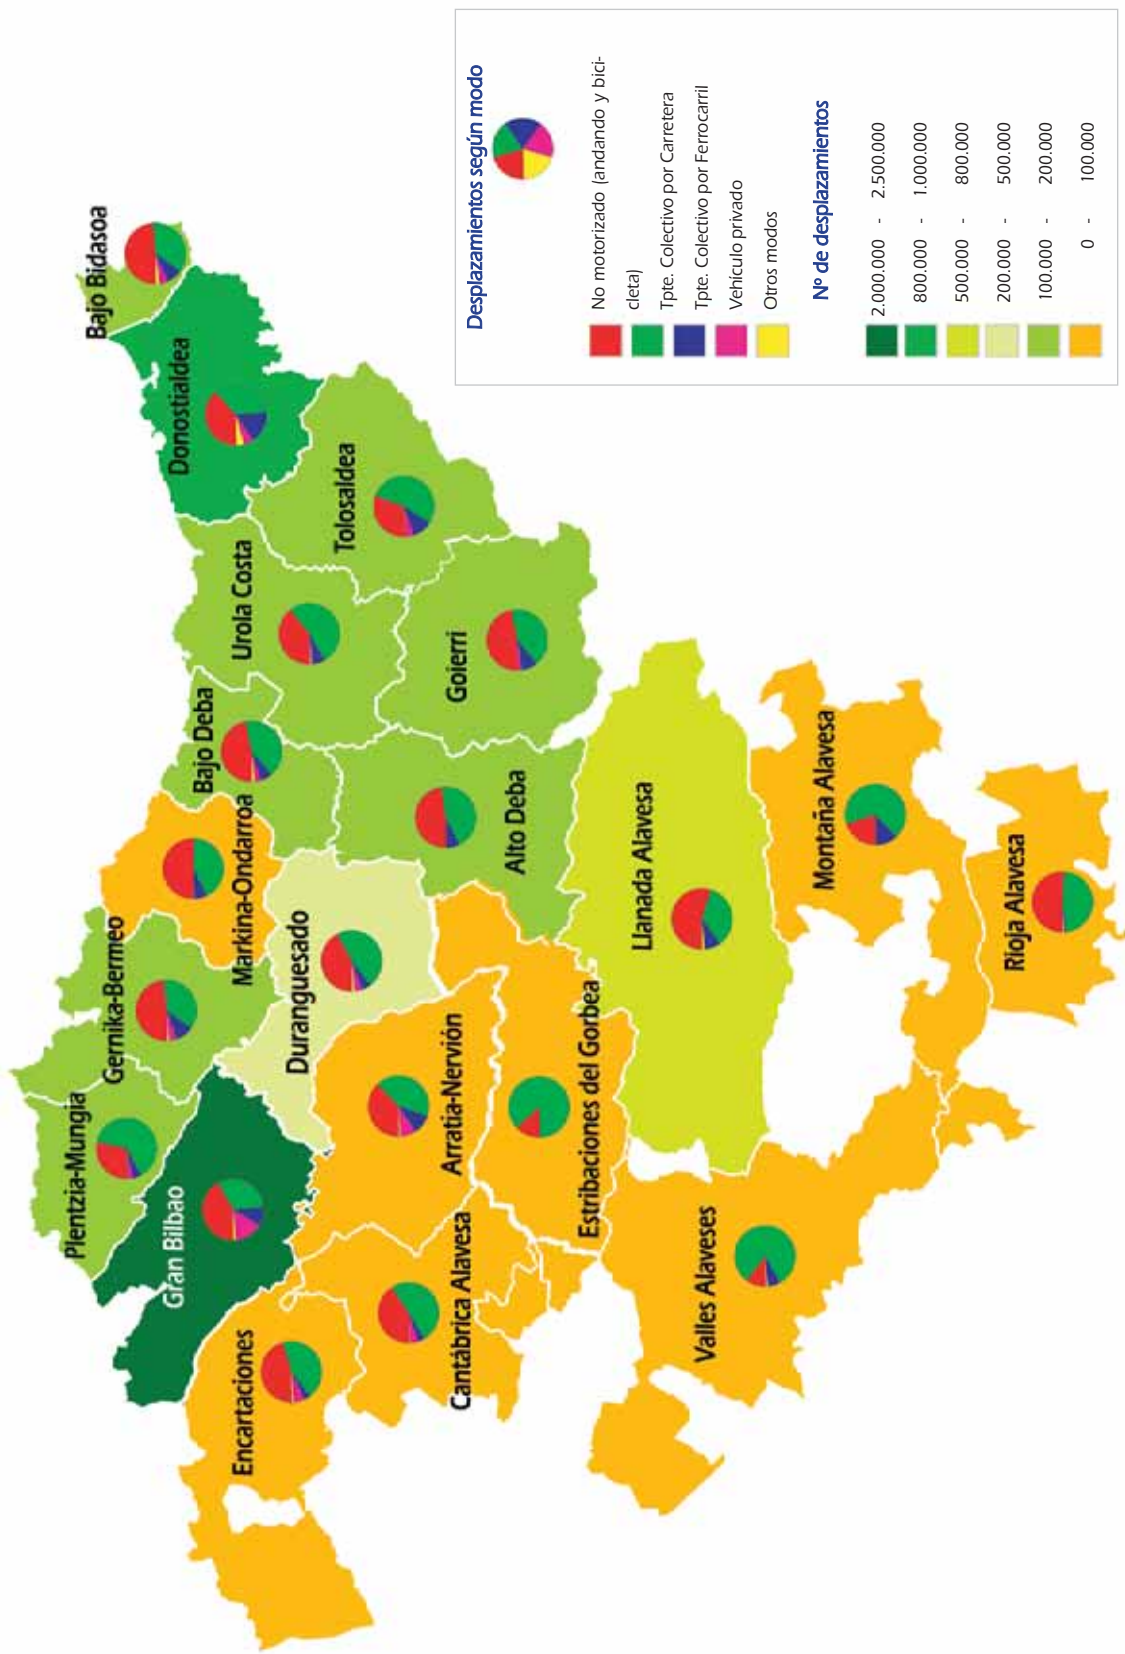 Bajo Bidasoa
Donostialdea
Tolosaldea
Urola Costa
Goierri
Bajo Deba
Alto Deba
Markina-Ondarroa
Gernika-Bermeo
Plentzia-Mungia
Duranguesado
Gran Bilbao
Arratia-Nervión
Encartaciones
Cantábrica Alavesa
Estribaciones del Gorbea
Llanada Alavesa
Valles Alaveses
Montaña Alavesa
Rioja Alavesa
Desplazamientos según modo
No motorizado (andando y bici-
cleta)
Tpte. Colectivo por Carretera
Tpte. Colectivo por Ferrocarril
Vehículo privado
Otros modos
Nº de desplazamientos
2.000.000 - 2.500.000
800.000 - 1.000.000
500.000 - 800.000
200.000 - 500.000
100.000 - 200.000
0 - 100.000